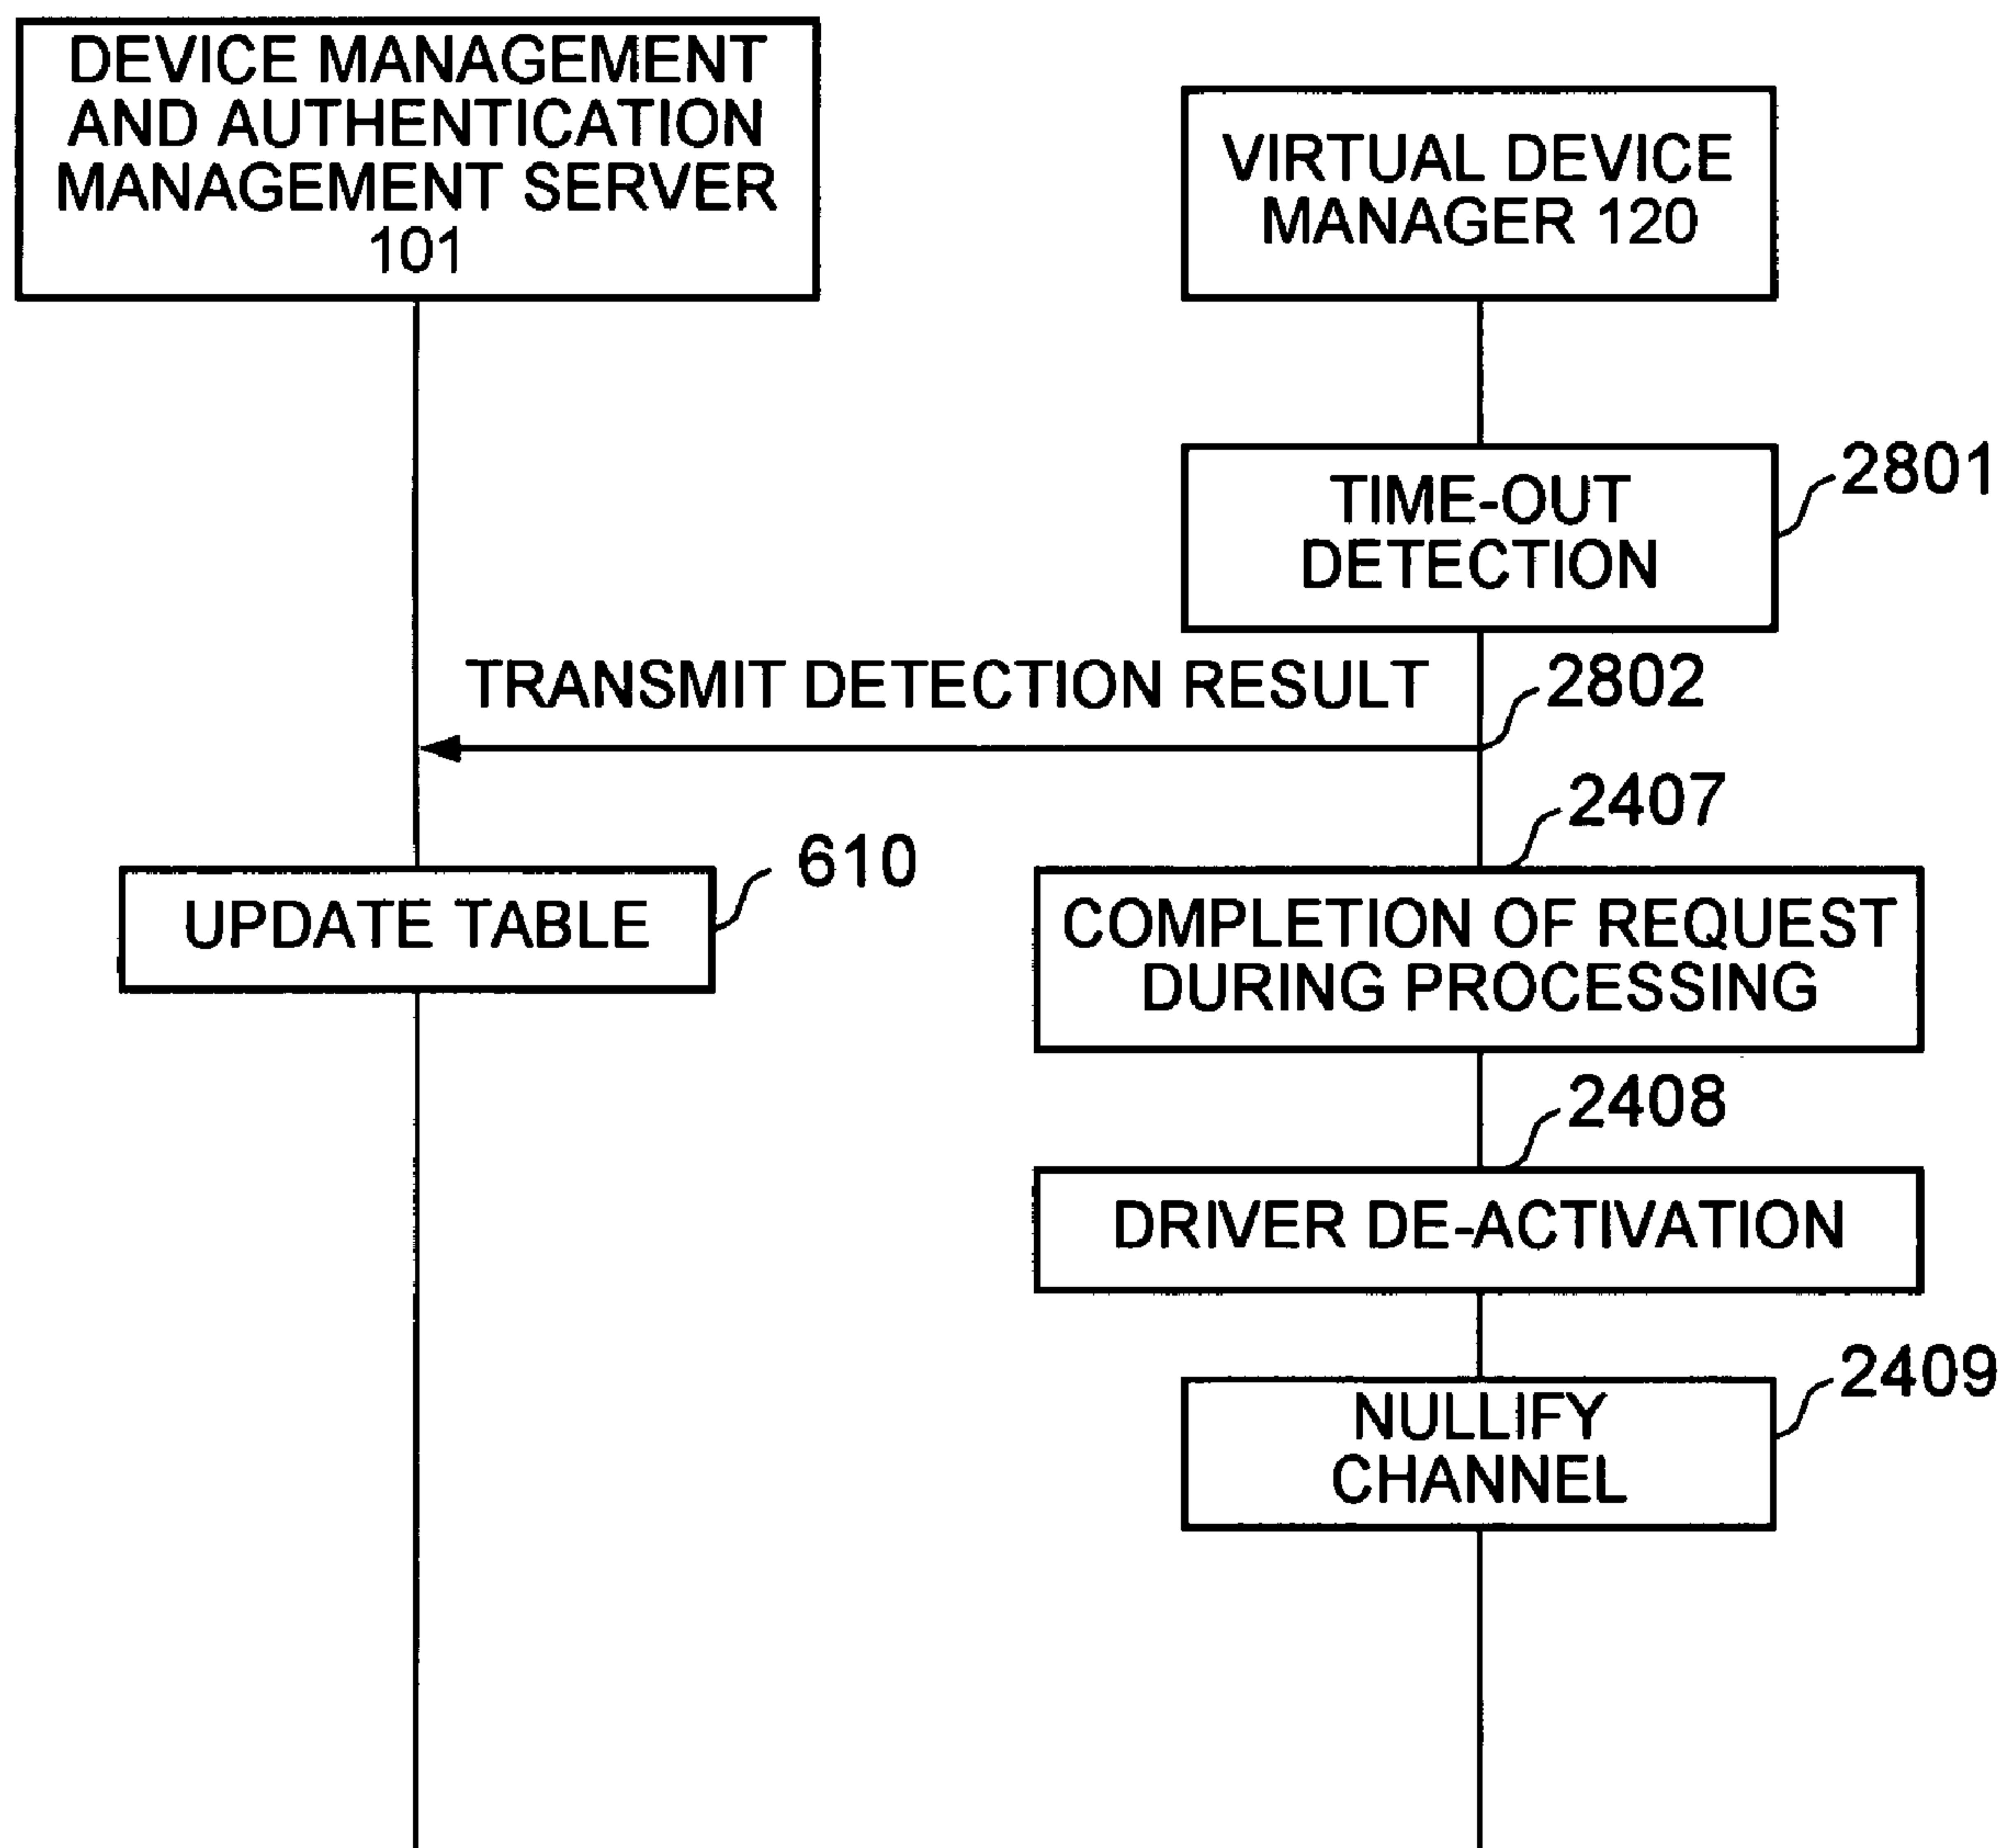 DEVICE MANAGEMENT
AND AUTHENTICATION
MANAGEMENT SERVER
101
VIRTUAL DEVICE
MANAGER 120
TIME-OUT
DETECTION
2801
TRANSMIT DETECTION RESULT
2802
2407
610
UPDATE TABLE
COMPLETION OF REQUEST
DURING PROCESSING
2408
DRIVER DE-ACTIVATION
2409
NULLIFY
CHANNEL